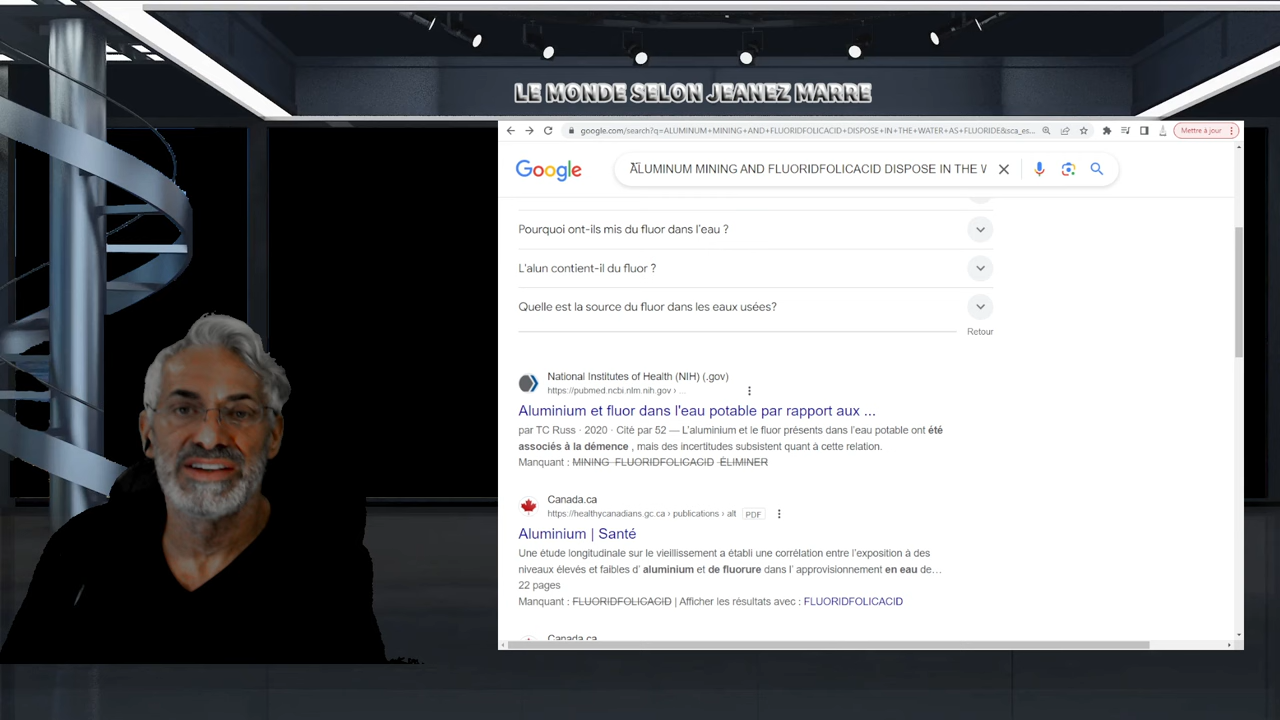 LE MONDE SELON JEANEZ MARRE
google.com/search?q=ALUMINUM+MINING+AND+FLUORIDFOLICACID+DISPOSE+IN+THE+WATER+AS+FLUORIDE&sca_es...
Mettre à jour
Google
ALUMINUM MINING AND FLUORIDFOLICACID DISPOSE IN THE W
Pourquoi ont-ils mis du fluor dans l'eau ?
L'alun contient-il du fluor ?
Quelle est la source du fluor dans les eaux usées?
Retour
National Institutes of Health (NIH) (.gov)
https://pubmed.ncbi.nlm.nih.gov › ...
Aluminium et fluor dans l'eau potable par rapport aux ...
par TC Russ · 2020 · Cité par 52 — L'aluminium et le fluor présents dans l'eau potable ont été
associés à la démence , mais des incertitudes subsistent quant à cette relation.
Manquant : MINING FLUORIDFOLICACID ÉLIMINER
Canada.ca
https://healthycanadians.gc.ca › publications › alt PDF
Aluminium | Santé
Une étude longitudinale sur le vieillissement a établi une corrélation entre l'exposition à des
niveaux élevés et faibles d' aluminium et de fluorure dans l' approvisionnement en eau de...
22 pages
Manquant : FLUORIDFOLICACID | Afficher les résultats avec : FLUORIDFOLICACID
Canada.ca